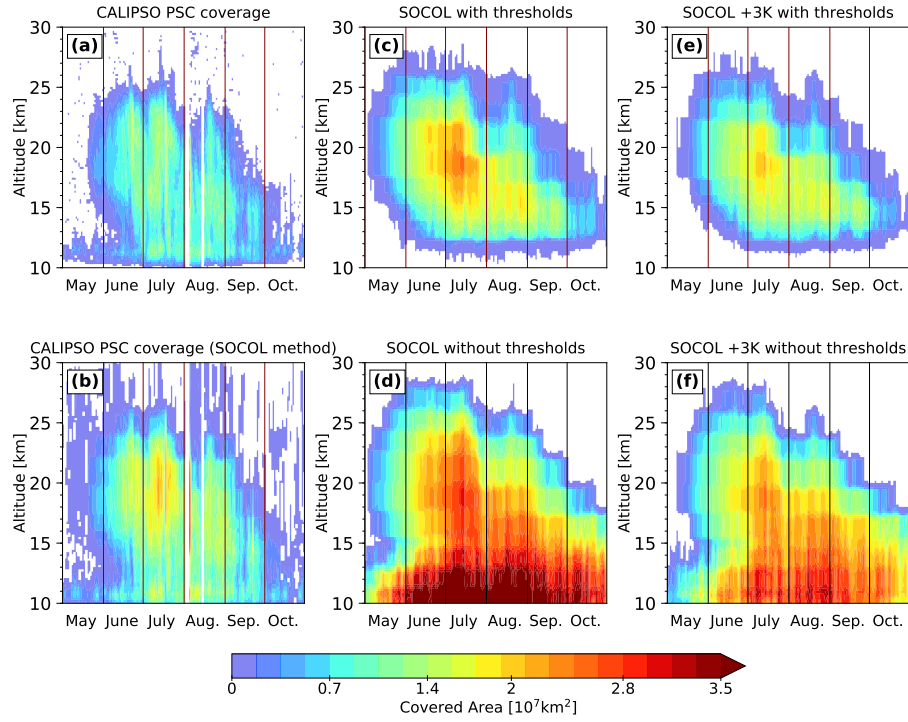 CALIPSO PSC coverage
SOCOL with thresholds
SOCOL +3K with thresholds
(a)
(c)
(e)
30
25
20
15
10
Altitude [km]
May June July Aug. Sep. Oct.
30
25
20
15
10
Altitude [km]
May June July Aug. Sep. Oct.
30
25
20
15
10
Altitude [km]
May June July Aug. Sep. Oct.
CALIPSO PSC coverage (SOCOL method)
SOCOL without thresholds
SOCOL +3K without thresholds
(b)
(d)
(f)
30
25
20
15
10
Altitude [km]
May June July Aug. Sep. Oct.
30
25
20
15
10
Altitude [km]
May June July Aug. Sep. Oct.
30
25
20
15
10
Altitude [km]
May June July Aug. Sep. Oct.
0 0.7 1.4 2 2.8 3.5
Covered Area [10⁷km²]